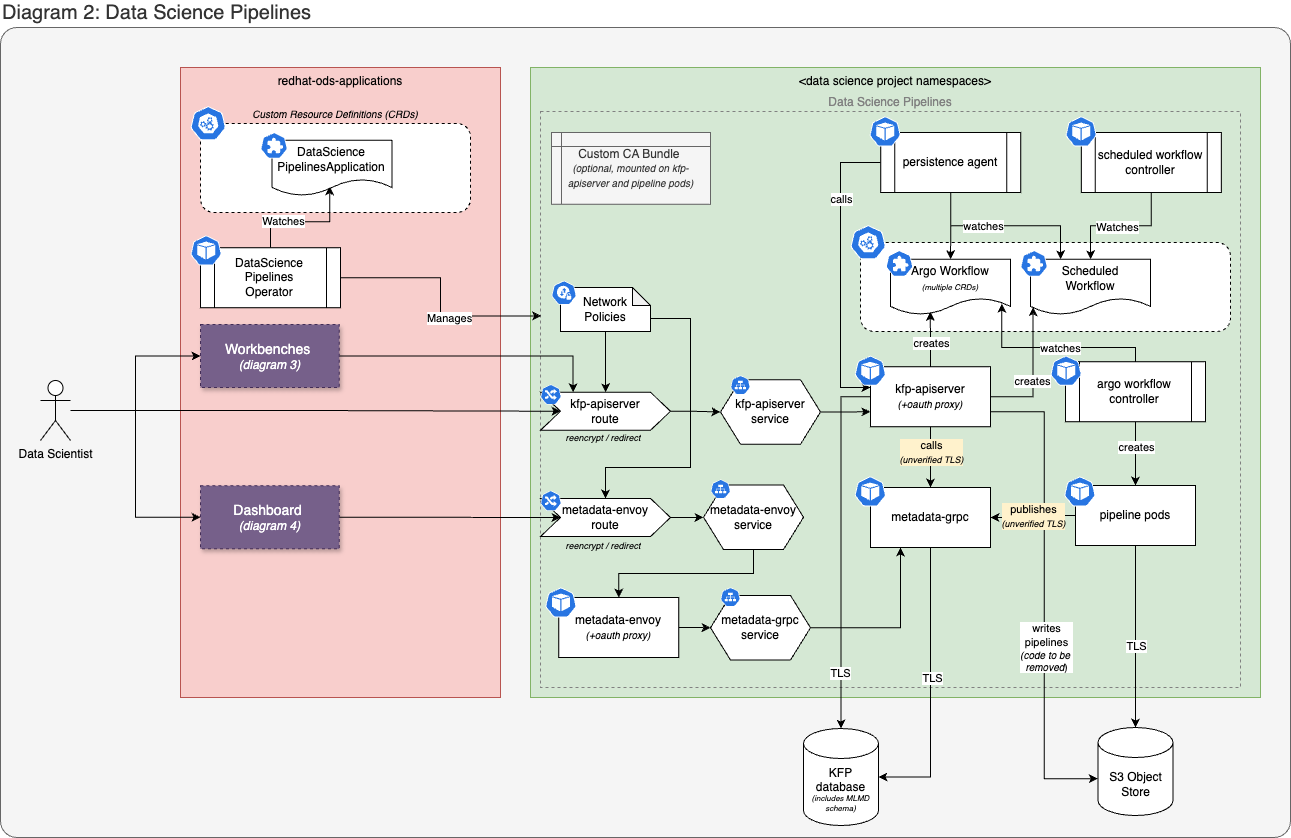 Diagram 2: Data Science Pipelines
redhat-ods-applications
<data science project namespaces>
Data Science Pipelines
Custom Resource Definitions (CRDs)
DataScience
PipelinesApplication
Watches
DataScience
Pipelines
Operator
Manages
Workbenches
(diagram 3)
Data Scientist
Dashboard
(diagram 4)
Custom CA Bundle
(optional, mounted on kfp-
apiserver and pipeline pods)
persistence agent
scheduled workflow
controller
calls
watches
Watches
Argo Workflow
(multiple CRDs)
Scheduled
Workflow
Network
Policies
creates
watches
creates
kfp-apiserver
route
reencrypt / redirect
kfp-apiserver
service
kfp-apiserver
(+oauth proxy)
argo workflow
controller
calls
(unverified TLS)
creates
metadata-envoy
route
reencrypt / redirect
metadata-envoy
service
metadata-grpc
publishes
(unverified TLS)
pipeline pods
metadata-envoy
(+oauth proxy)
metadata-grpc
service
writes
pipelines
(code to be
removed)
TLS
TLS
TLS
KFP
database
(includes MLMD
schema)
S3 Object
Store